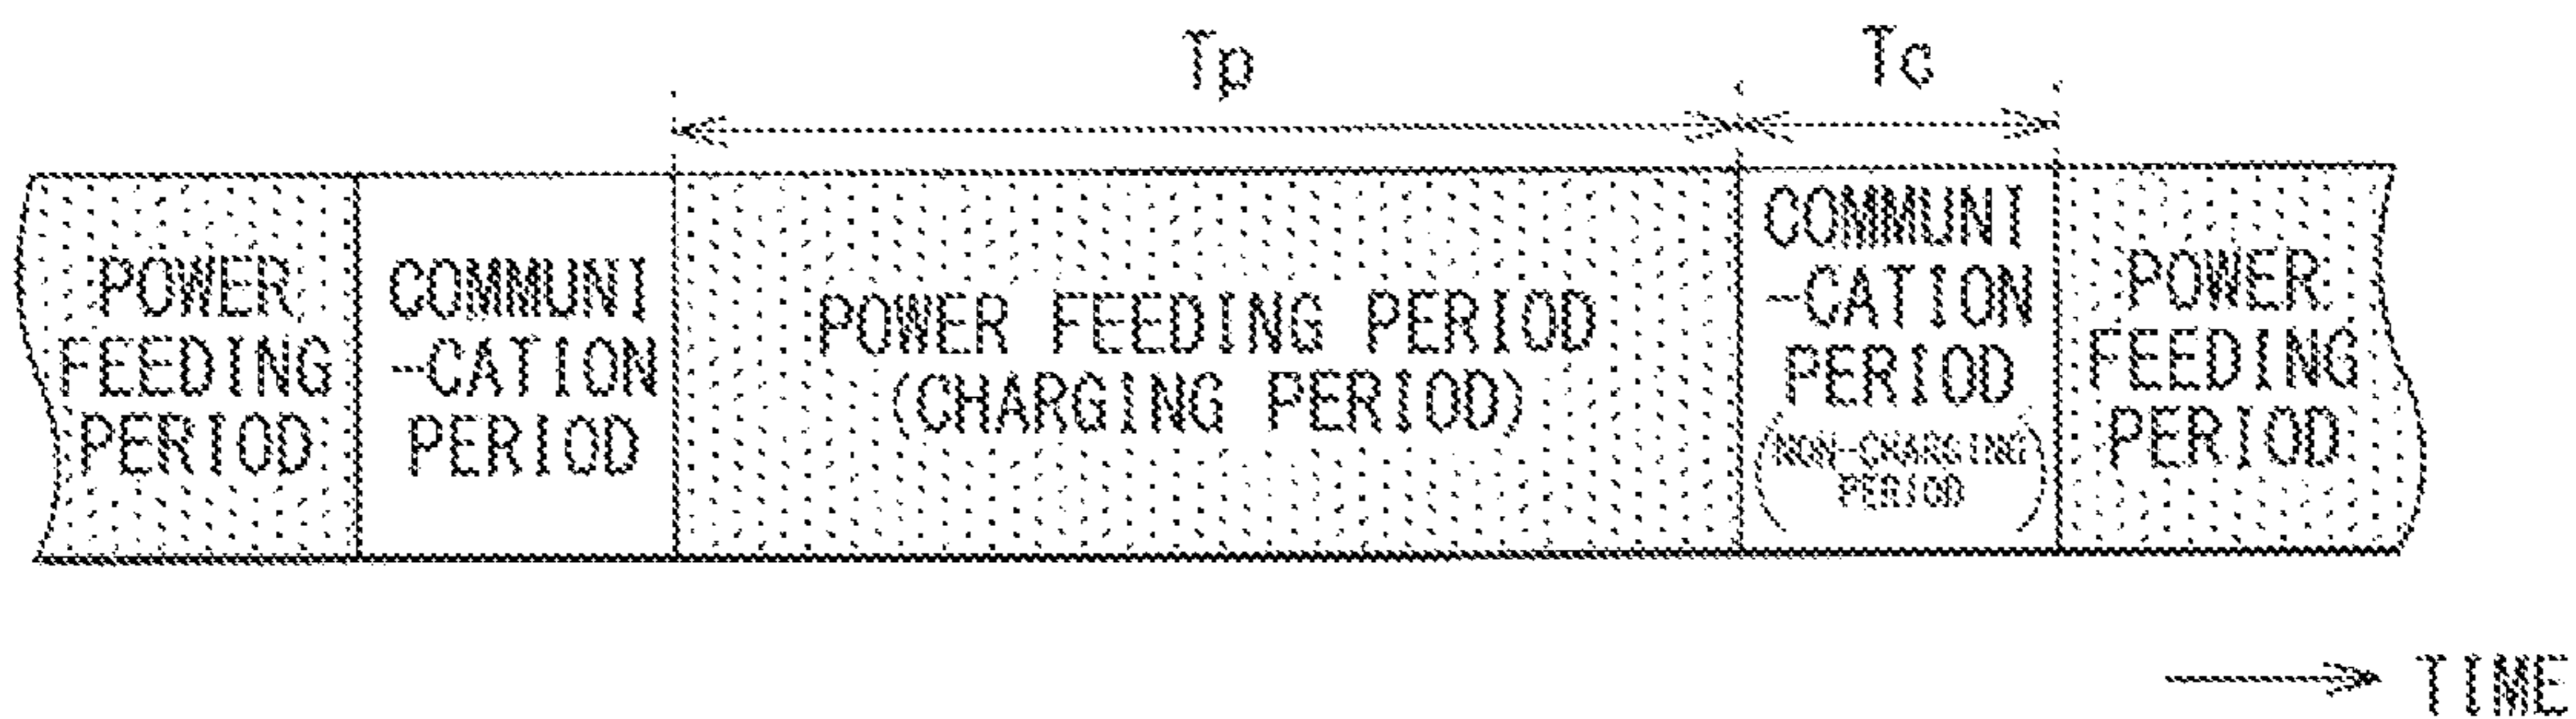 Tp
Tc
POWER
FEEDING
PERIOD
COMMUNI
-CATION
PERIOD
POWER FEEDING PERIOD
(CHARGING PERIOD)
COMMUNI
-CATION
PERIOD
(NON-CHARGING
PERIOD)
POWER
FEEDING
PERIOD
TIME